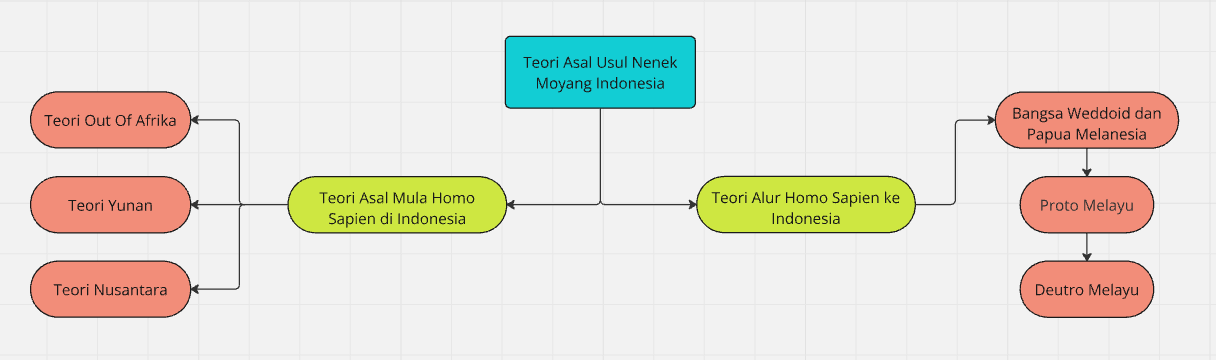 Teori Asal Usul Nenek
Moyang Indonesia
Teori Out Of Afrika
Teori Yunan
Teori Nusantara
Teori Asal Mula Homo
Sapien di Indonesia
Teori Alur Homo Sapien ke
Indonesia
Bangsa Weddoid dan
Papua Melanesia
Proto Melayu
Deutro Melayu